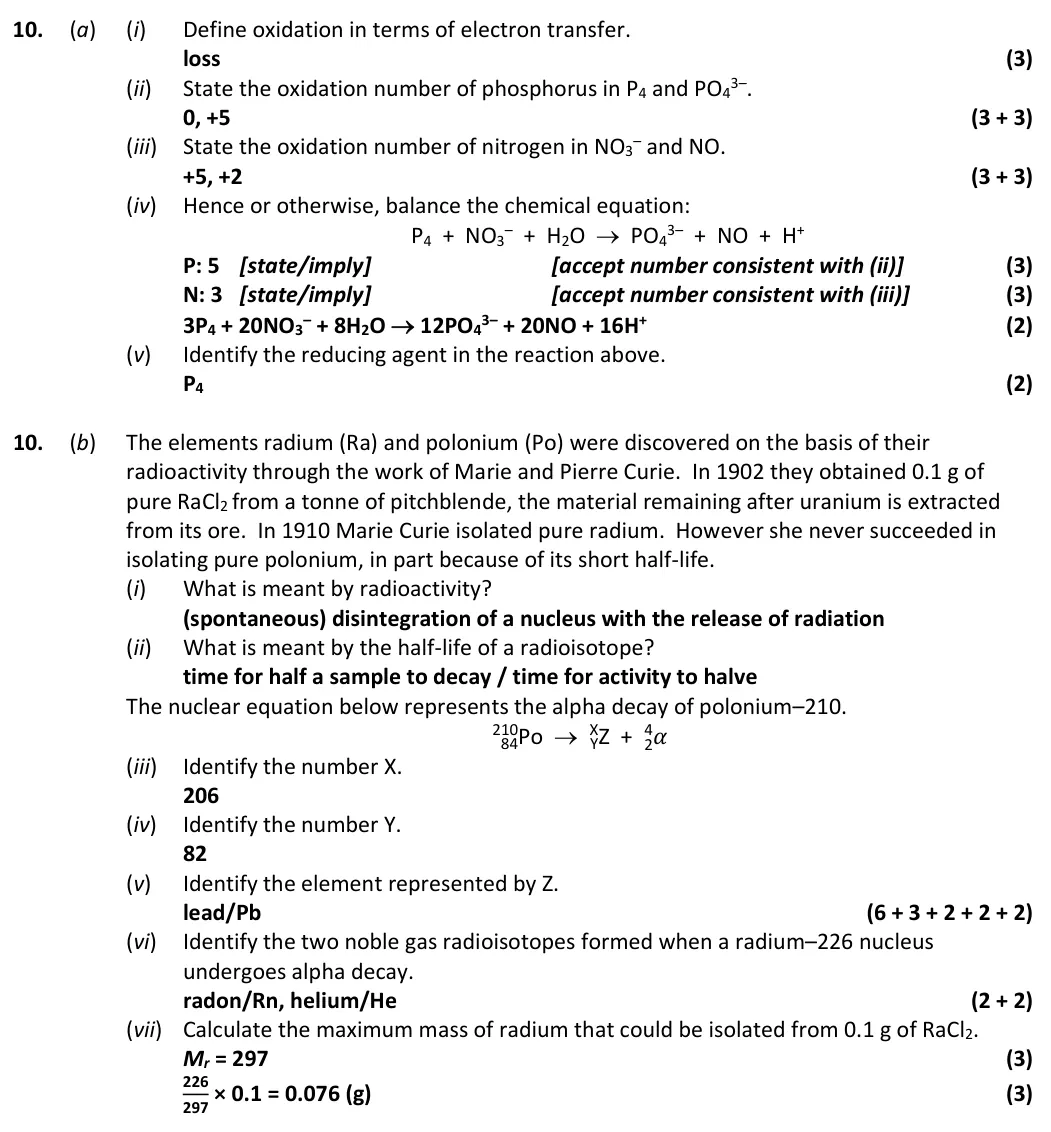 10. (a) (i) Define oxidation in terms of electron transfer.
loss (3)
(ii) State the oxidation number of phosphorus in P₄ and PO₄³⁻.
0, +5 (3 + 3)
(iii) State the oxidation number of nitrogen in NO₃⁻ and NO.
+5, +2 (3 + 3)
(iv) Hence or otherwise, balance the chemical equation:
P₄ + NO₃⁻ + H₂O → PO₄³⁻ + NO + H⁺
P: 5 [state/imply] [accept number consistent with (ii)] (3)
N: 3 [state/imply] [accept number consistent with (iii)] (3)
3P₄ + 20NO₃⁻ + 8H₂O → 12PO₄³⁻ + 20NO + 16H⁺ (2)
(v) Identify the reducing agent in the reaction above.
P₄ (2)
10. (b) The elements radium (Ra) and polonium (Po) were discovered on the basis of their
radioactivity through the work of Marie and Pierre Curie. In 1902 they obtained 0.1 g of
pure RaCl₂ from a tonne of pitchblende, the material remaining after uranium is extracted
from its ore. In 1910 Marie Curie isolated pure radium. However she never succeeded in
isolating pure polonium, in part because of its short half-life.
(i) What is meant by radioactivity?
(spontaneous) disintegration of a nucleus with the release of radiation
(ii) What is meant by the half-life of a radioisotope?
time for half a sample to decay / time for activity to halve
The nuclear equation below represents the alpha decay of polonium–210.
²¹⁰₈₄Po → ˣᵧZ + ⁴₂α
(iii) Identify the number X.
206
(iv) Identify the number Y.
82
(v) Identify the element represented by Z.
lead/Pb (6 + 3 + 2 + 2 + 2)
(vi) Identify the two noble gas radioisotopes formed when a radium–226 nucleus
undergoes alpha decay.
radon/Rn, helium/He (2 + 2)
(vii) Calculate the maximum mass of radium that could be isolated from 0.1 g of RaCl₂.
Mᵣ = 297 (3)
226/297 × 0.1 = 0.076 (g) (3)